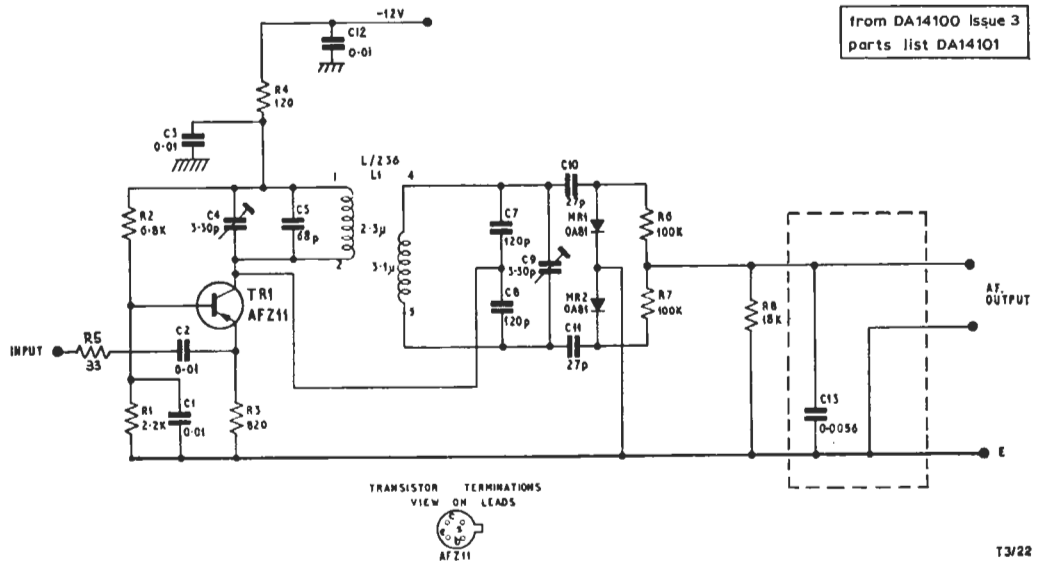 from DA14100 Issue 3
parts list DA14101
-12V
C12
0·01
R4
120
C3
0·01
L/236
L1
1
4
C10
27p
R2
6·8K
C4
3-30p
C5
68p
2·3μ
2
3·1μ
5
C7
120p
C9
3-30p
C8
120p
MR1
OA81
MR2
OA81
C11
27p
R6
100K
R7
100K
TR1
AFZ11
INPUT
R5
33
C2
0·01
R1
2·2K
C1
0·01
R3
820
R8
18K
C13
0·0056
A.F.
OUTPUT
E
TRANSISTOR TERMINATIONS
VIEW ON LEADS
c
e
s
b
AFZ11
T3/22